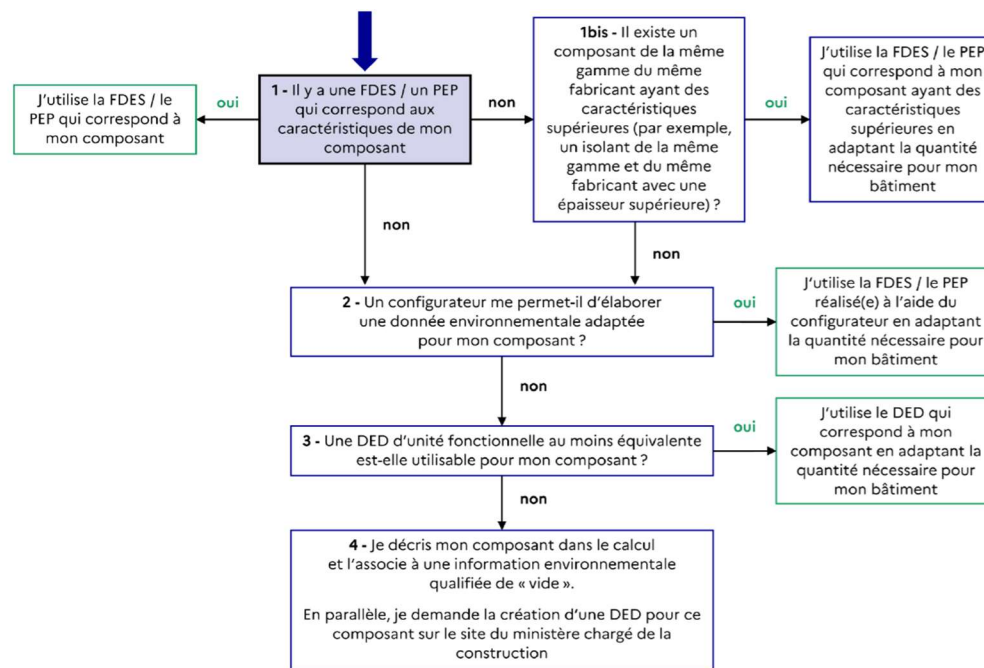 J'utilise la FDES / le
PEP qui correspond à
mon composant
oui
1 - Il y a une FDES / un PEP
qui correspond aux
caractéristiques de mon
composant
non
1bis - Il existe un
composant de la même
gamme du même
fabricant ayant des
caractéristiques
supérieures (par exemple,
un isolant de la même
gamme et du même
fabricant avec une
épaisseur supérieure) ?
oui
J'utilise la FDES / le PEP
qui correspond à mon
composant ayant des
caractéristiques
supérieures en
adaptant la quantité
nécessaire pour mon
bâtiment
non
non
2 - Un configurateur me permet-il d'élaborer
une donnée environnementale adaptée
pour mon composant ?
oui
J'utilise la FDES / le PEP
réalisé(e) à l'aide du
configurateur en adaptant
la quantité nécessaire pour
mon bâtiment
non
3 - Une DED d'unité fonctionnelle au moins équivalente
est-elle utilisable pour mon composant ?
oui
J'utilise le DED qui
correspond à mon
composant en adaptant la
quantité nécessaire pour
mon bâtiment
non
4 - Je décris mon composant dans le calcul
et l'associe à une information environnementale
qualifiée de « vide ».
En parallèle, je demande la création d'une DED pour ce
composant sur le site du ministère chargé de la
construction